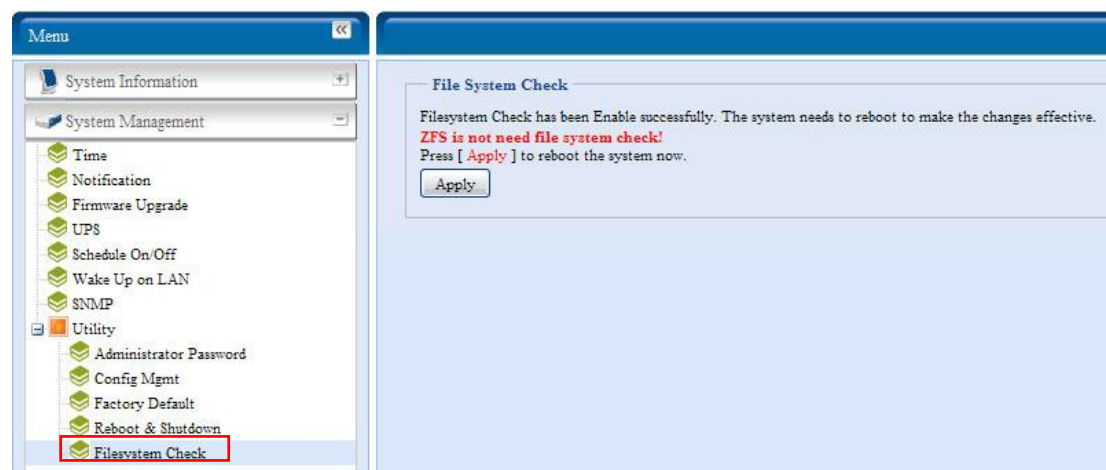 Menu
System Information
System Management
Time
Notification
Firmware Upgrade
UPS
Schedule On/Off
Wake Up on LAN
SNMP
Utility
Administrator Password
Config Mgmt
Factory Default
Reboot & Shutdown
Filesystem Check
File System Check
Filesystem Check has been Enable successfully. The system needs to reboot to make the changes effective.
ZFS is not need file system check!
Press [ Apply ] to reboot the system now.
Apply